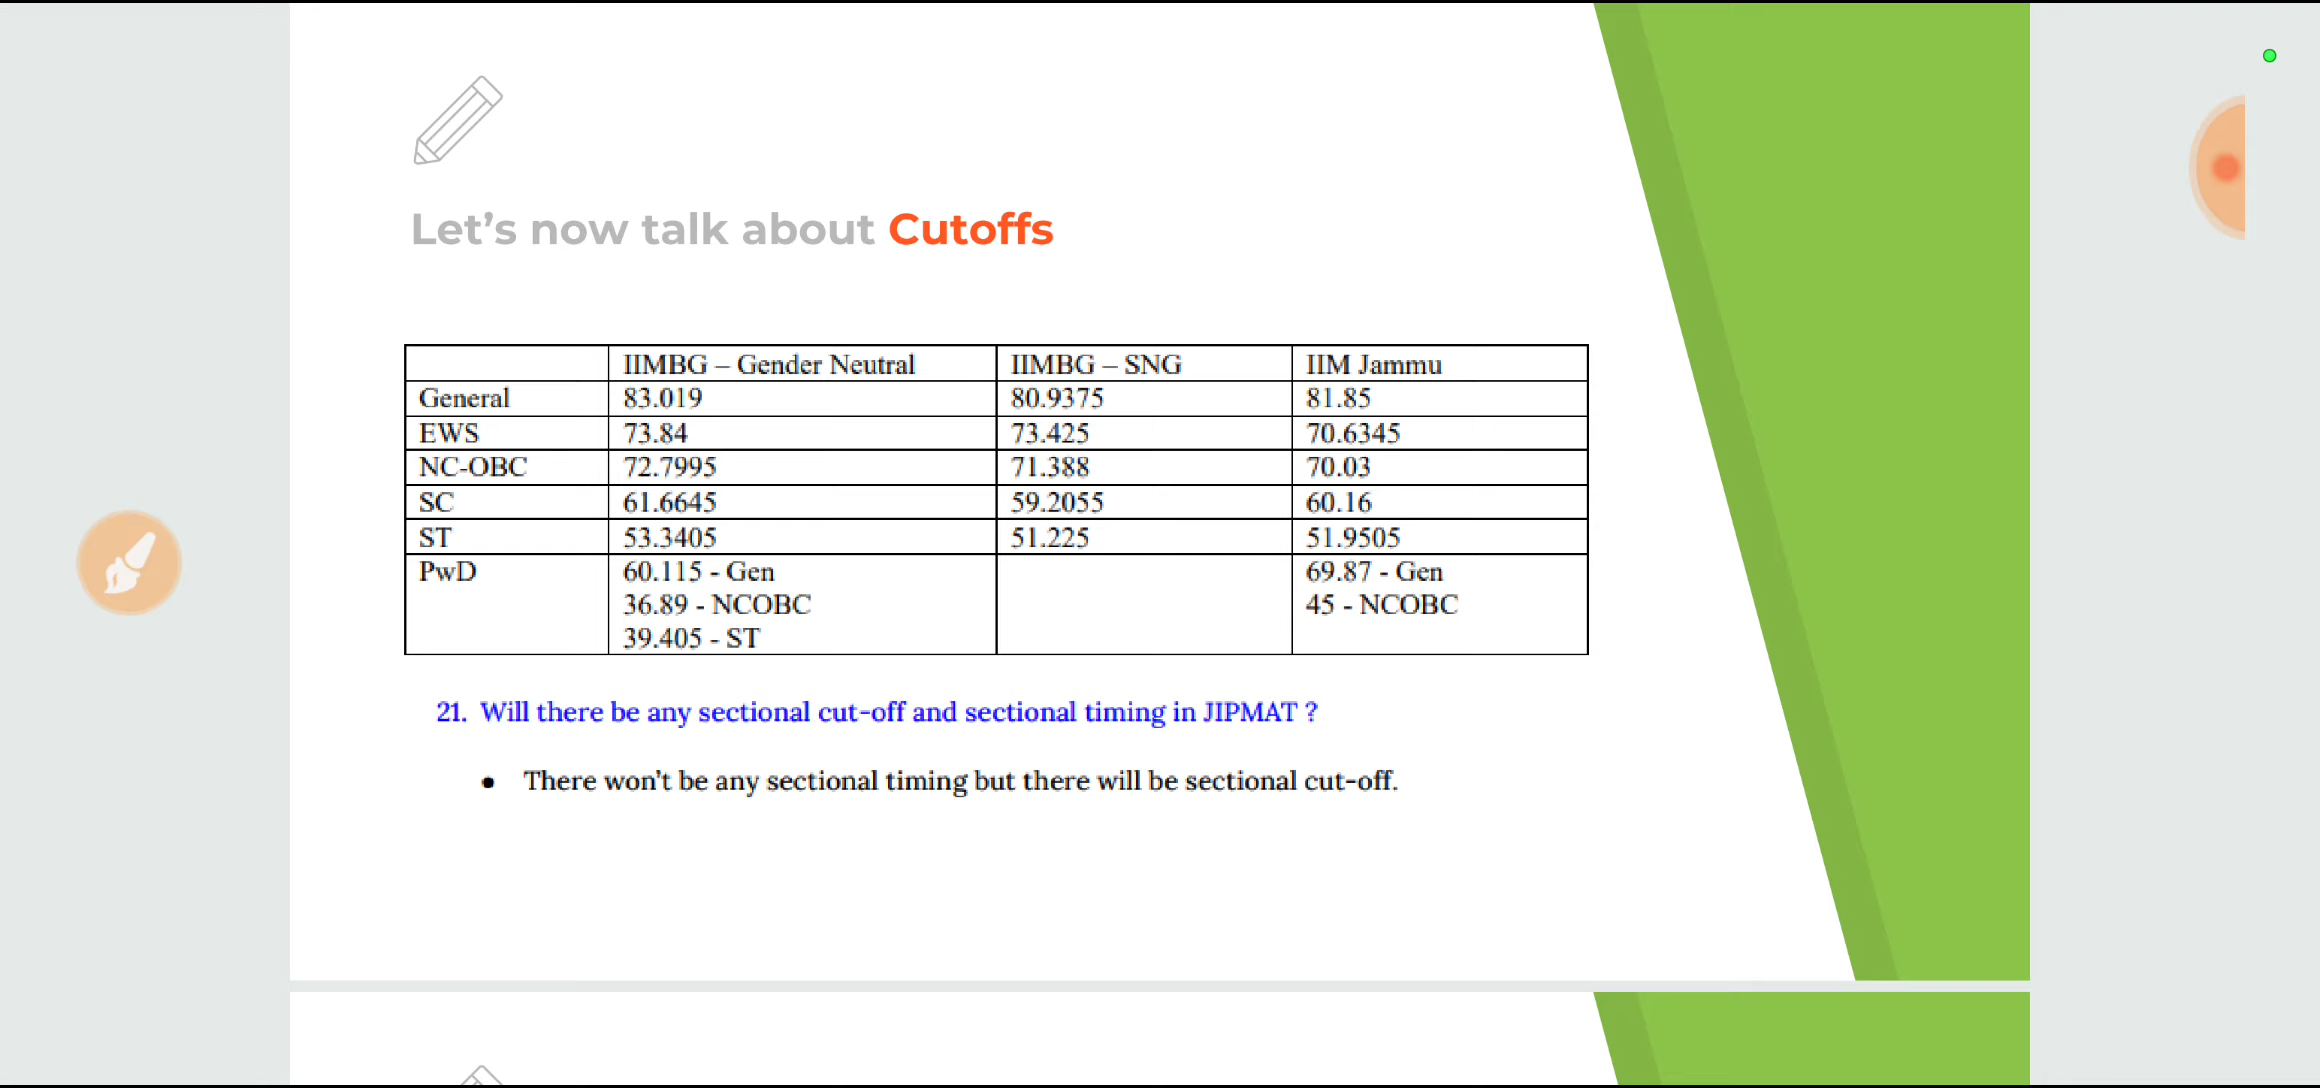 Let's now talk about Cutoffs
IIMBG – Gender Neutral IIMBG – SNG IIM Jammu
General 83.019 80.9375 81.85
EWS 73.84 73.425 70.6345
NC-OBC 72.7995 71.388 70.03
SC 61.6645 59.2055 60.16
ST 53.3405 51.225 51.9505
PwD 60.115 - Gen 69.87 - Gen
36.89 - NCOBC 45 - NCOBC
39.405 - ST
21. Will there be any sectional cut-off and sectional timing in JIPMAT ?
● There won't be any sectional timing but there will be sectional cut-off.